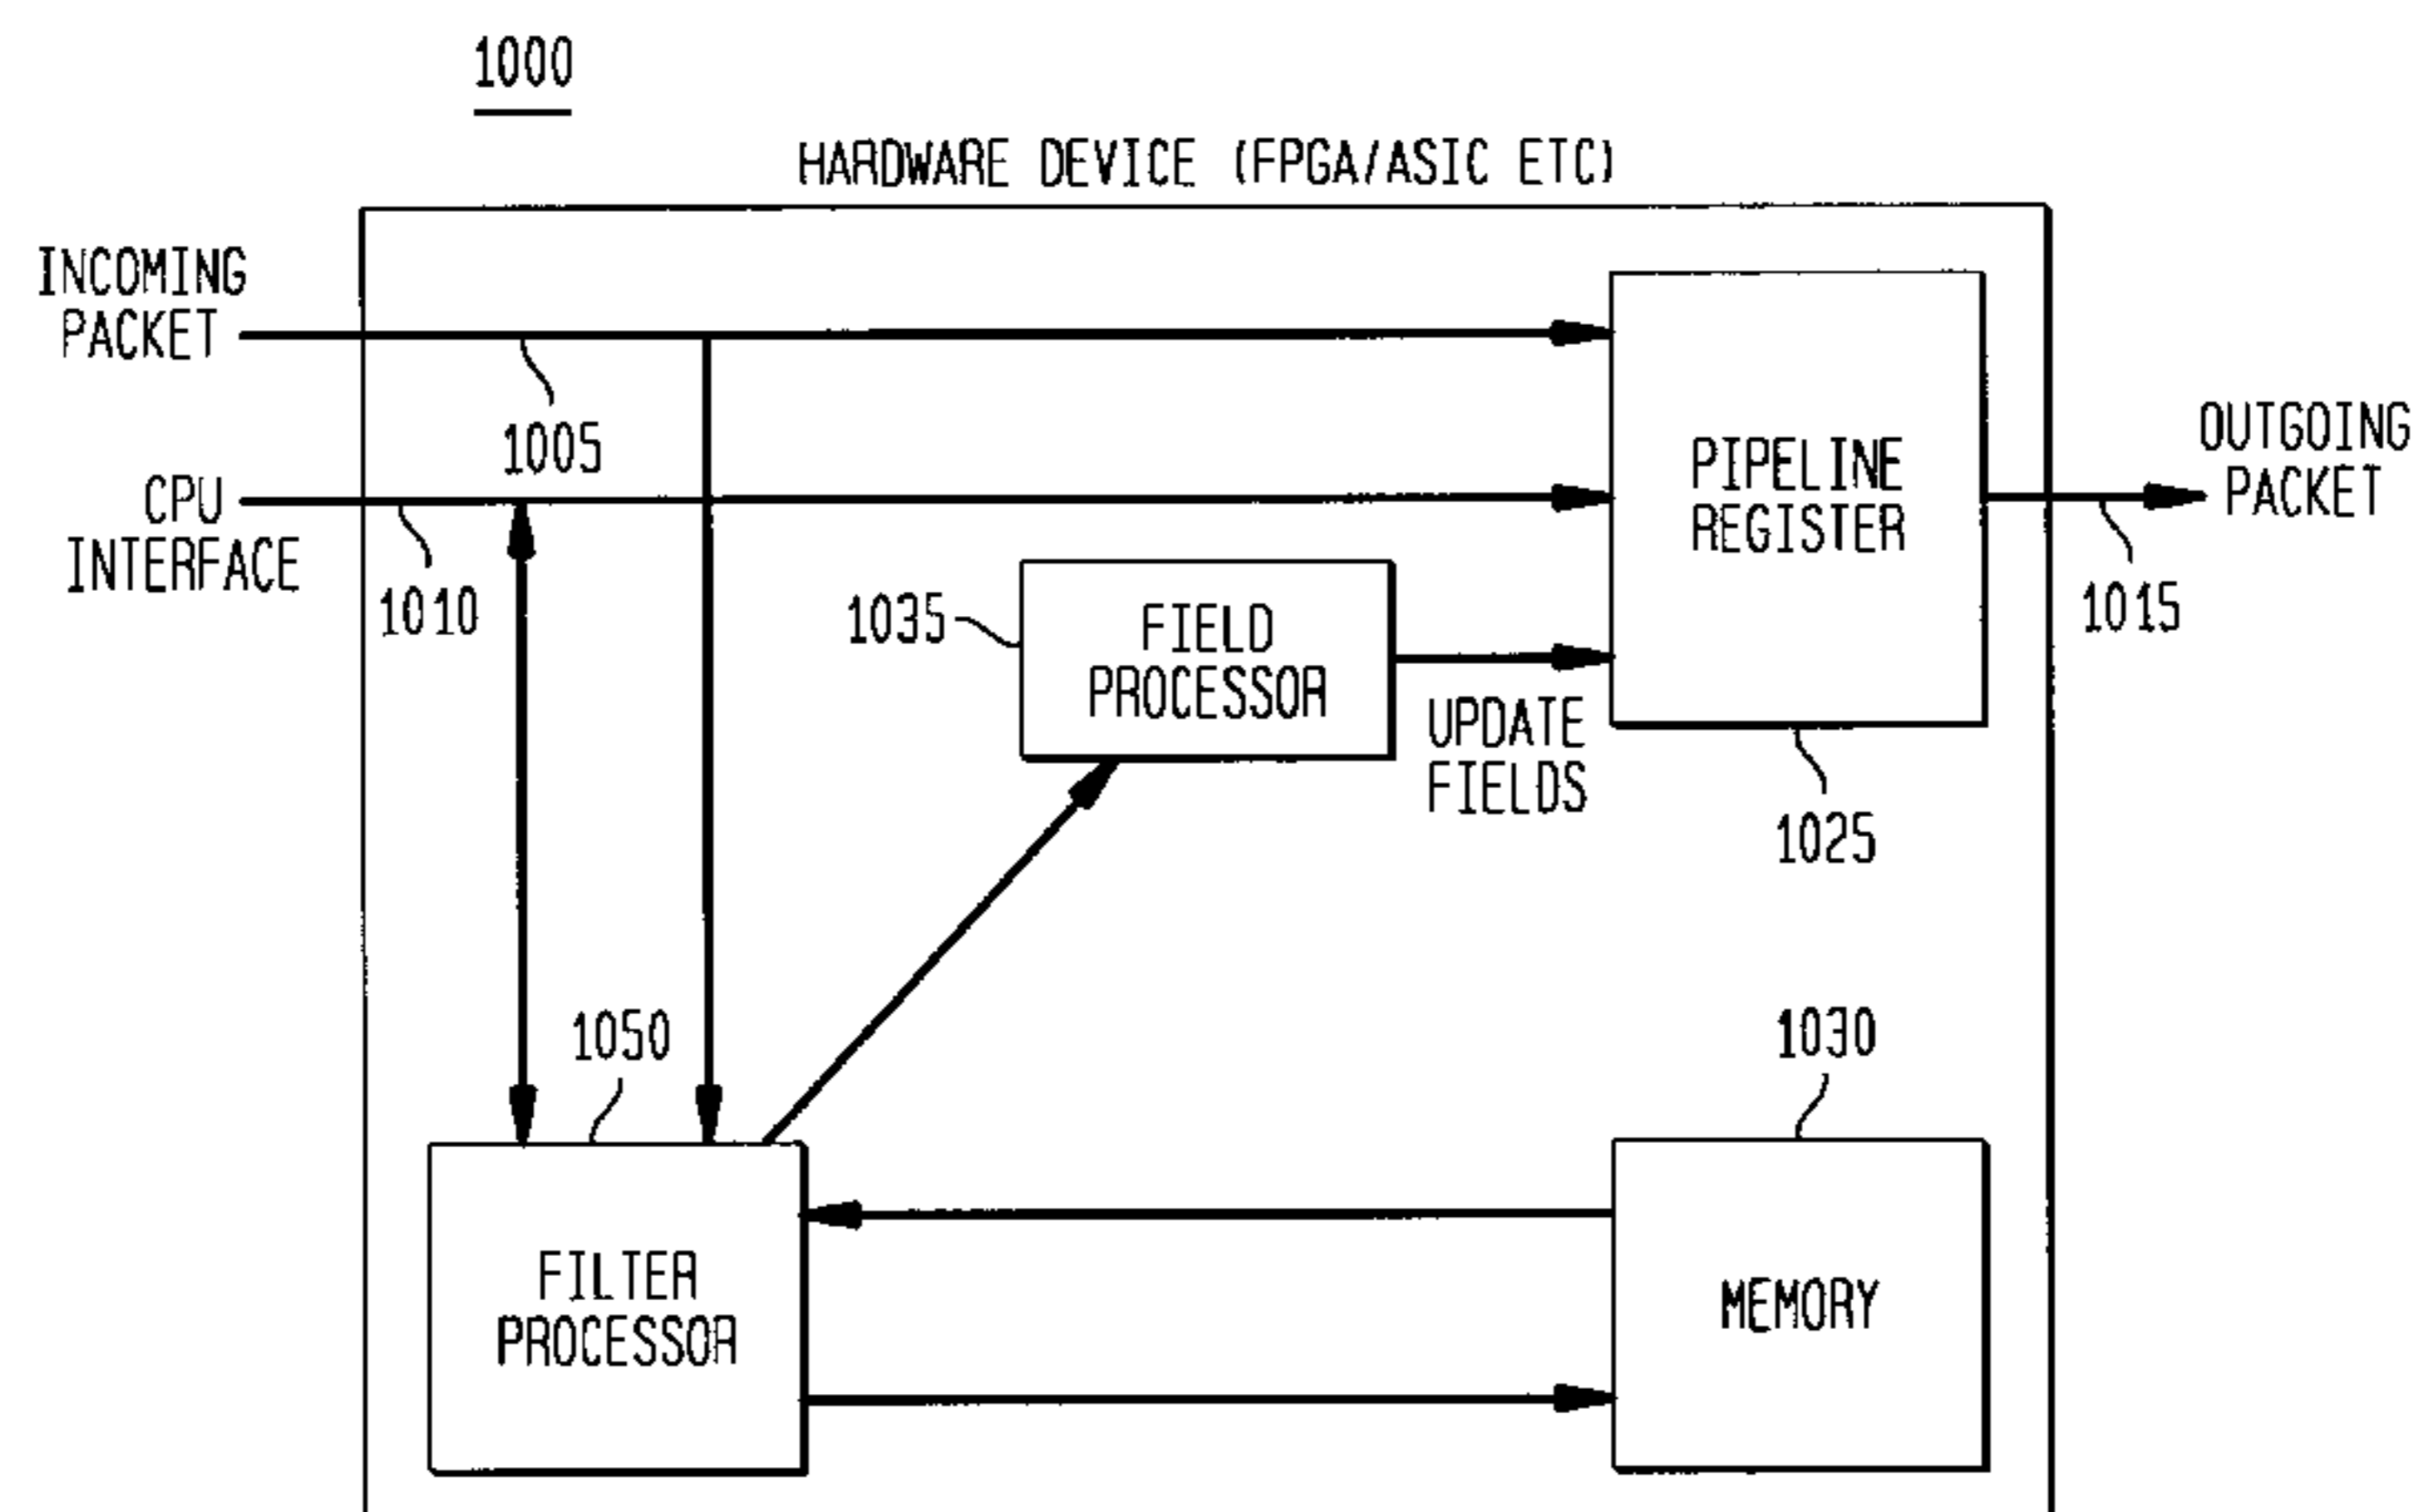 1000
HARDWARE DEVICE (FPGA/ASIC ETC)
INCOMING
PACKET
1005
CPU
INTERFACE
1010
PIPELINE
REGISTER
OUTGOING
PACKET
1015
1035
FIELD
PROCESSOR
UPDATE
FIELDS
1025
1050
1030
FILTER
PROCESSOR
MEMORY